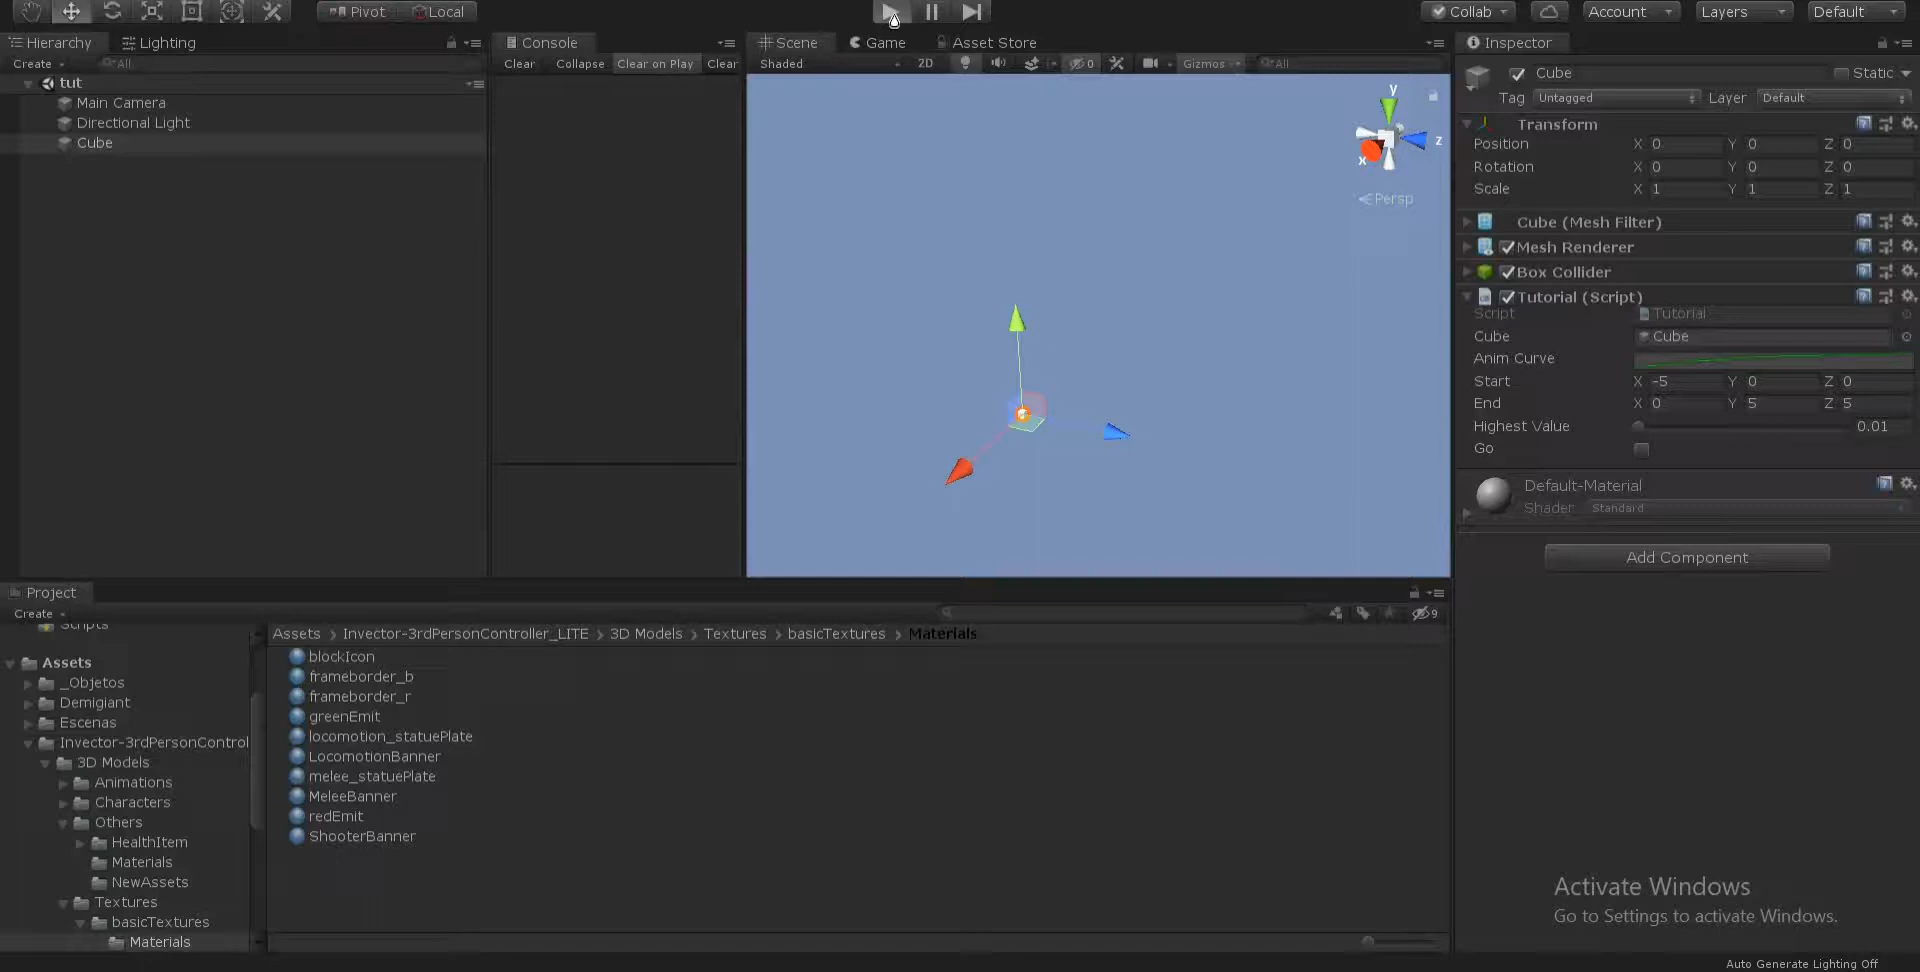 Pivot Local Collab Account Layers Default
Hierarchy Lighting Console Scene Game Asset Store Inspector
Create All Clear Collapse Clear on Play Clear Shaded 2D 0 Gizmos All
Cube Static
Tag Untagged Layer Default
tut
Main Camera
Directional Light
Cube
y
z
x
Persp
Transform
Position X 0 Y 0 Z 0
Rotation X 0 Y 0 Z 0
Scale X 1 Y 1 Z 1
Cube (Mesh Filter)
Mesh Renderer
Box Collider
Tutorial (Script)
Script Tutorial
Cube Cube
Anim Curve
Start X -5 Y 0 Z 0
End X 0 Y 5 Z 5
Highest Value 0.01
Go
Default-Material
Shader Standard
Add Component
Project
Create 9
Scripts
Assets
_Objetos
Demigiant
Escenas
Invector-3rdPersonControl
3D Models
Animations
Characters
Others
HealthItem
Materials
NewAssets
Textures
basicTextures
Materials
Assets Invector-3rdPersonController_LITE 3D Models Textures basicTextures Materials
blockIcon
frameborder_b
frameborder_r
greenEmit
locomotion_statuePlate
LocomotionBanner
melee_statuePlate
MeleeBanner
redEmit
ShooterBanner
Activate Windows
Go to Settings to activate Windows.
Auto Generate Lighting Off